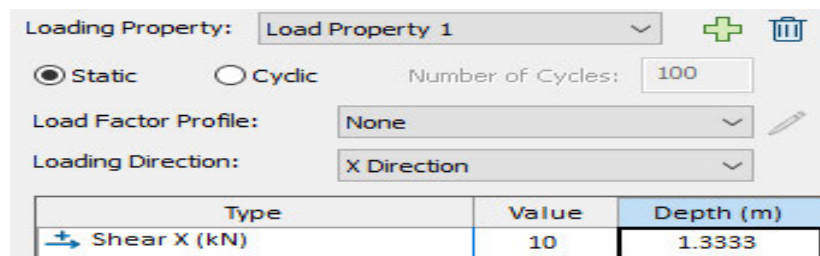 Loading Property: Load Property 1
Static Cyclic Number of Cycles: 100
Load Factor Profile: None
Loading Direction: X Direction
Type Value Depth (m)
Shear X (kN) 10 1.3333